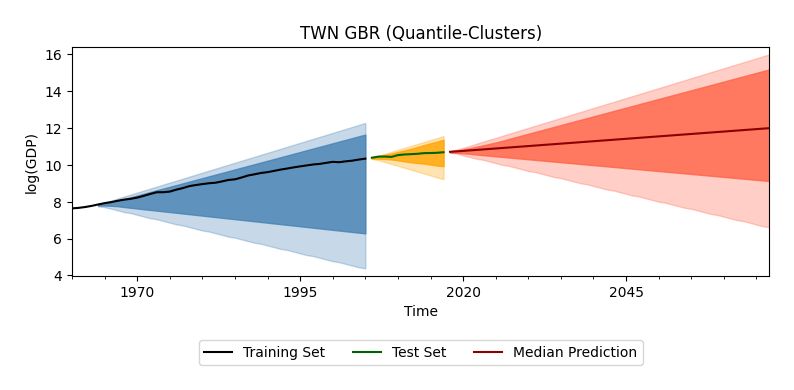 TWN GBR (Quantile-Clusters)
16
14
12
10
8
6
4
log(GDP)
1970 1995 2020 2045
Time
Training Set Test Set Median Prediction